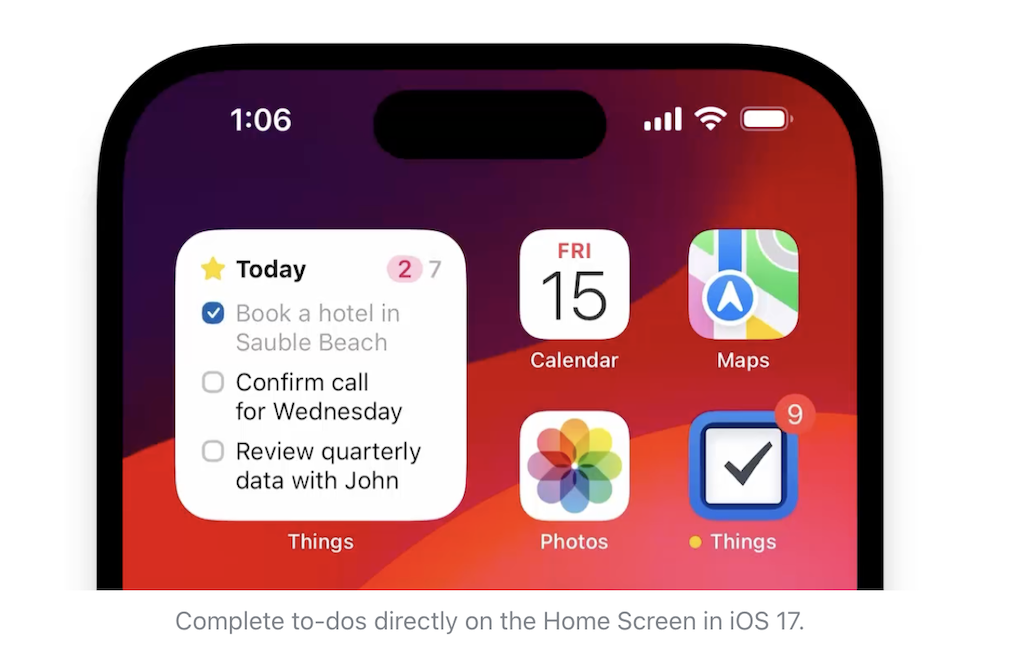 1:06
Today 2 7
Book a hotel in
Sauble Beach
Confirm call
for Wednesday
Review quarterly
data with John
Things
FRI
15
Calendar
Maps
Photos
9
Things
Complete to-dos directly on the Home Screen in iOS 17.